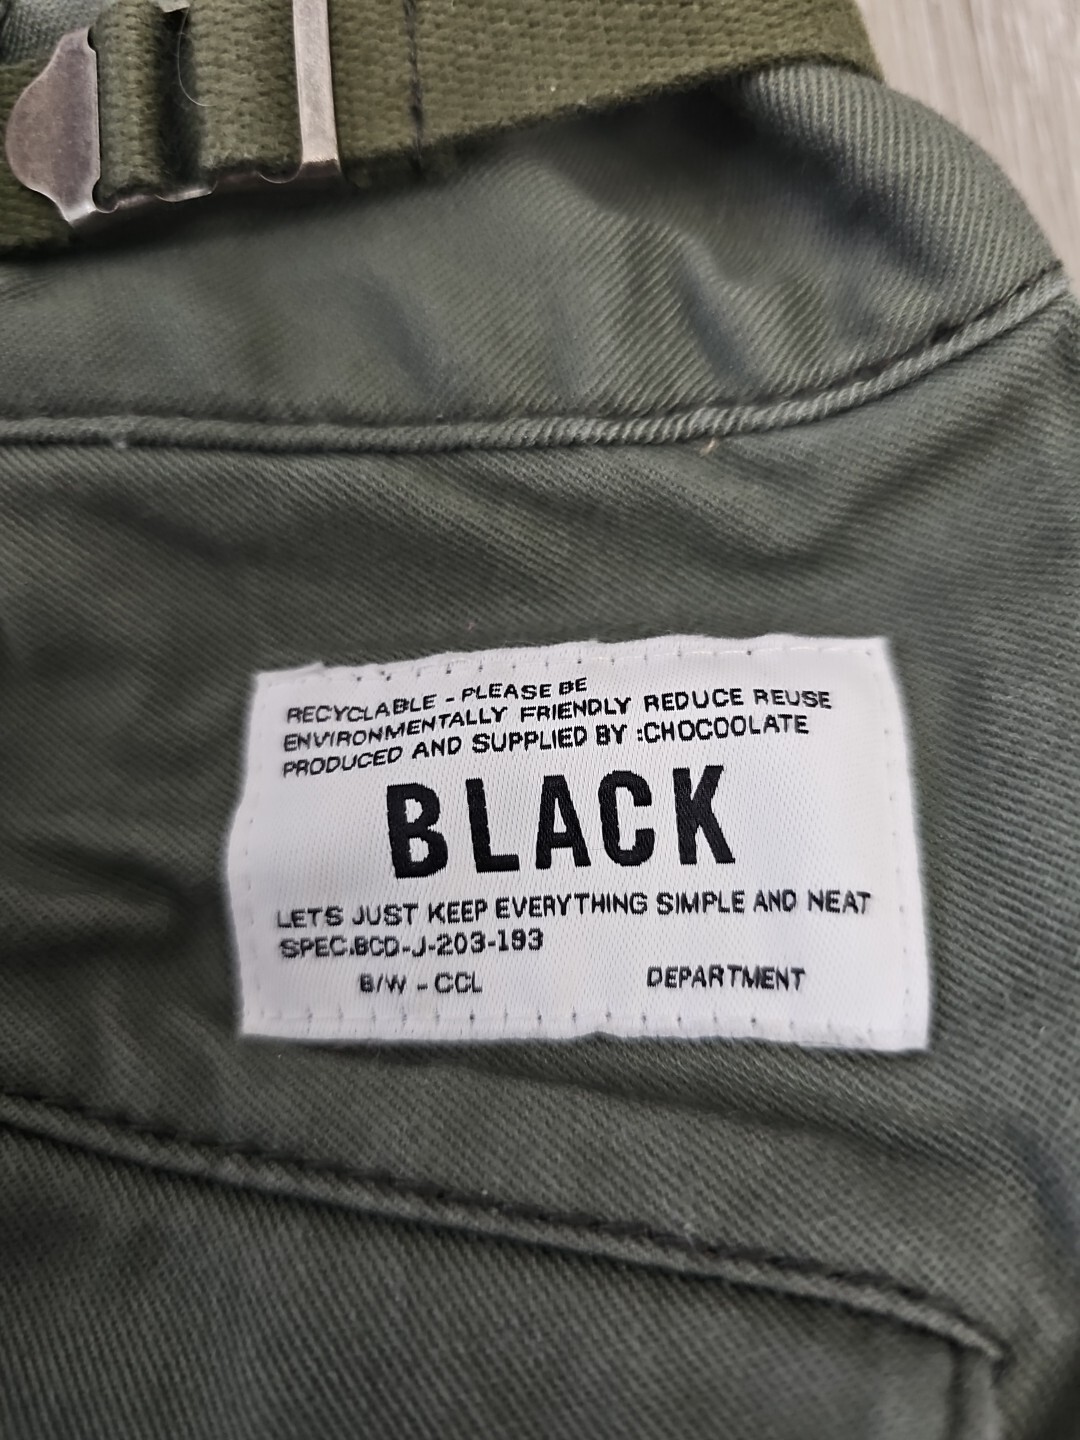 RECYCLABLE - PLEASE BE
ENVIRONMENTALLY FRIENDLY REDUCE REUSE
PRODUCED AND SUPPLIED BY :CHOCOOLATE
BLACK
LETS JUST KEEP EVERYTHING SIMPLE AND NEAT
SPEC.BCD-J-203-193
B/W - CCL DEPARTMENT